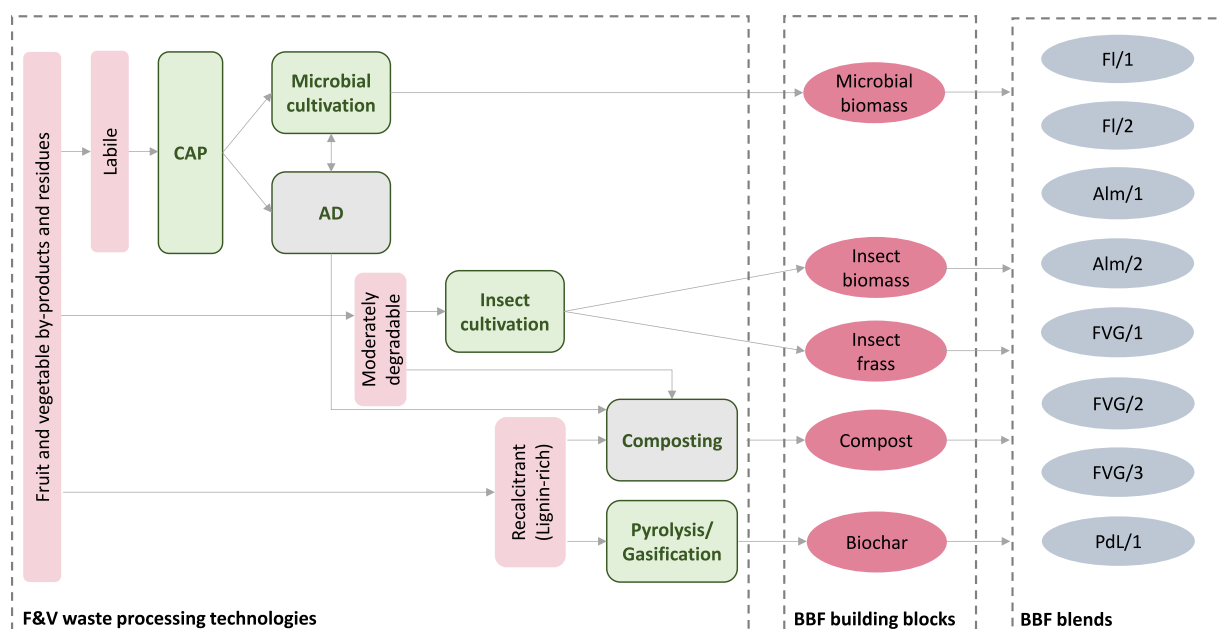 Fruit and vegetable by-products and residues
Labile
CAP
Microbial
cultivation
AD
Moderately
degradable
Insect
cultivation
Recalcitrant
(Lignin-rich)
Composting
Pyrolysis/
Gasification
F&V waste processing technologies
Microbial
biomass
Insect
biomass
Insect
frass
Compost
Biochar
BBF building blocks
Fl/1
Fl/2
Alm/1
Alm/2
FVG/1
FVG/2
FVG/3
PdL/1
BBF blends